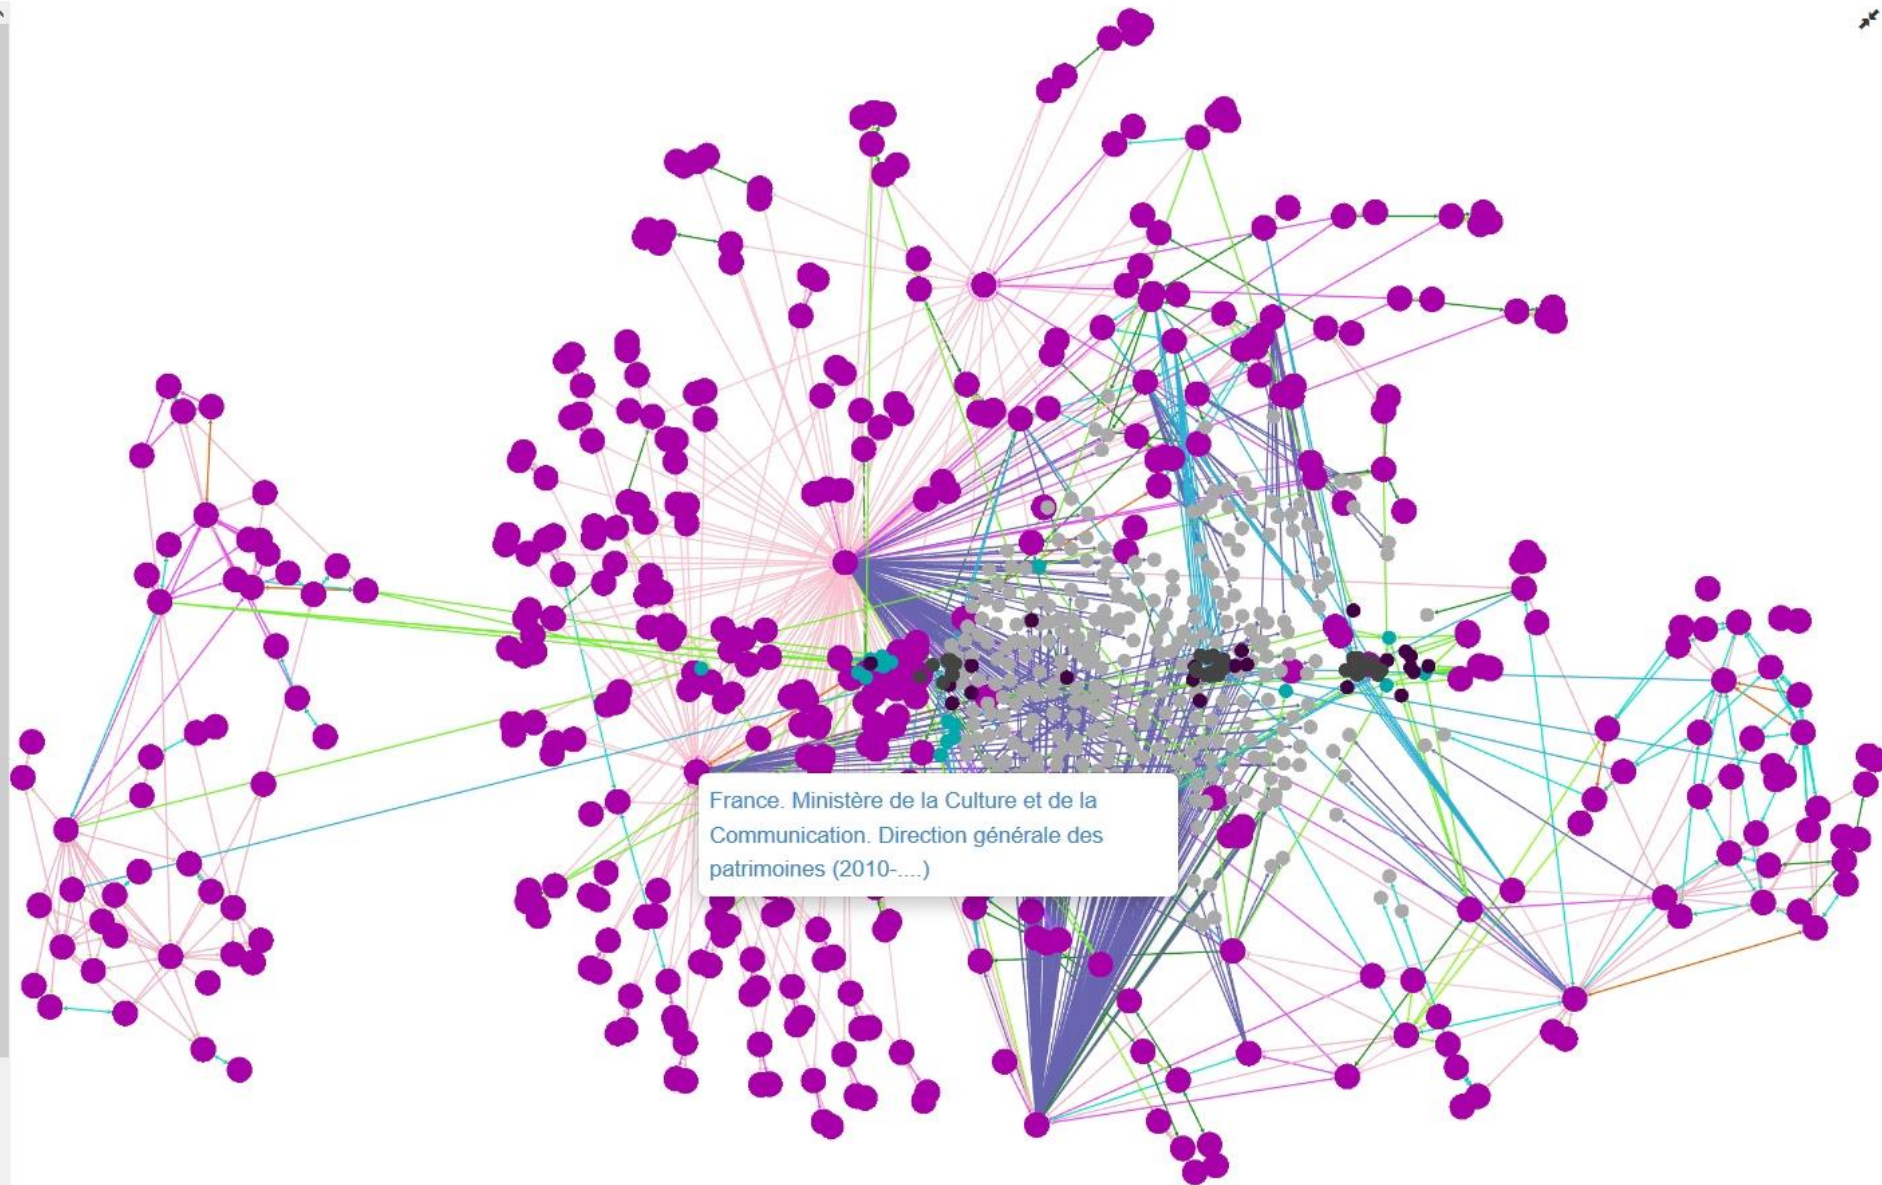 France. Ministère de la Culture et de la
Communication. Direction générale des
patrimoines (2010-....)